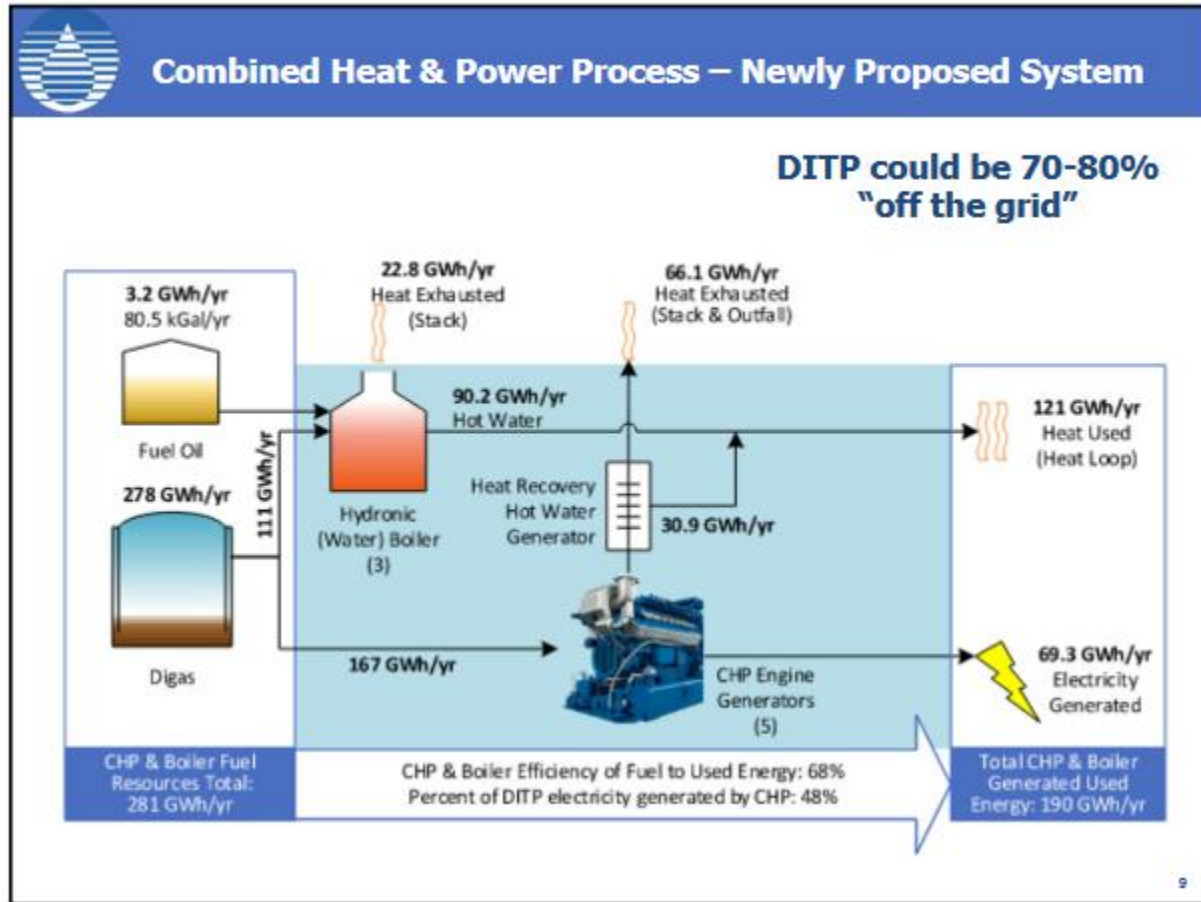 Combined Heat & Power Process – Newly Proposed System
DITP could be 70-80%
“off the grid”
3.2 GWh/yr
80.5 kGal/yr
Fuel Oil
278 GWh/yr
Digas
111 GWh/yr
167 GWh/yr
22.8 GWh/yr
Heat Exhausted
(Stack)
90.2 GWh/yr
Hot Water
Hydronic
(Water) Boiler
(3)
66.1 GWh/yr
Heat Exhausted
(Stack & Outfall)
Heat Recovery
Hot Water
Generator
30.9 GWh/yr
CHP Engine
Generators
(5)
121 GWh/yr
Heat Used
(Heat Loop)
69.3 GWh/yr
Electricity
Generated
CHP & Boiler Fuel
Resources Total:
281 GWh/yr
CHP & Boiler Efficiency of Fuel to Used Energy: 68%
Percent of DITP electricity generated by CHP: 48%
Total CHP & Boiler
Generated Used
Energy: 190 GWh/yr
9